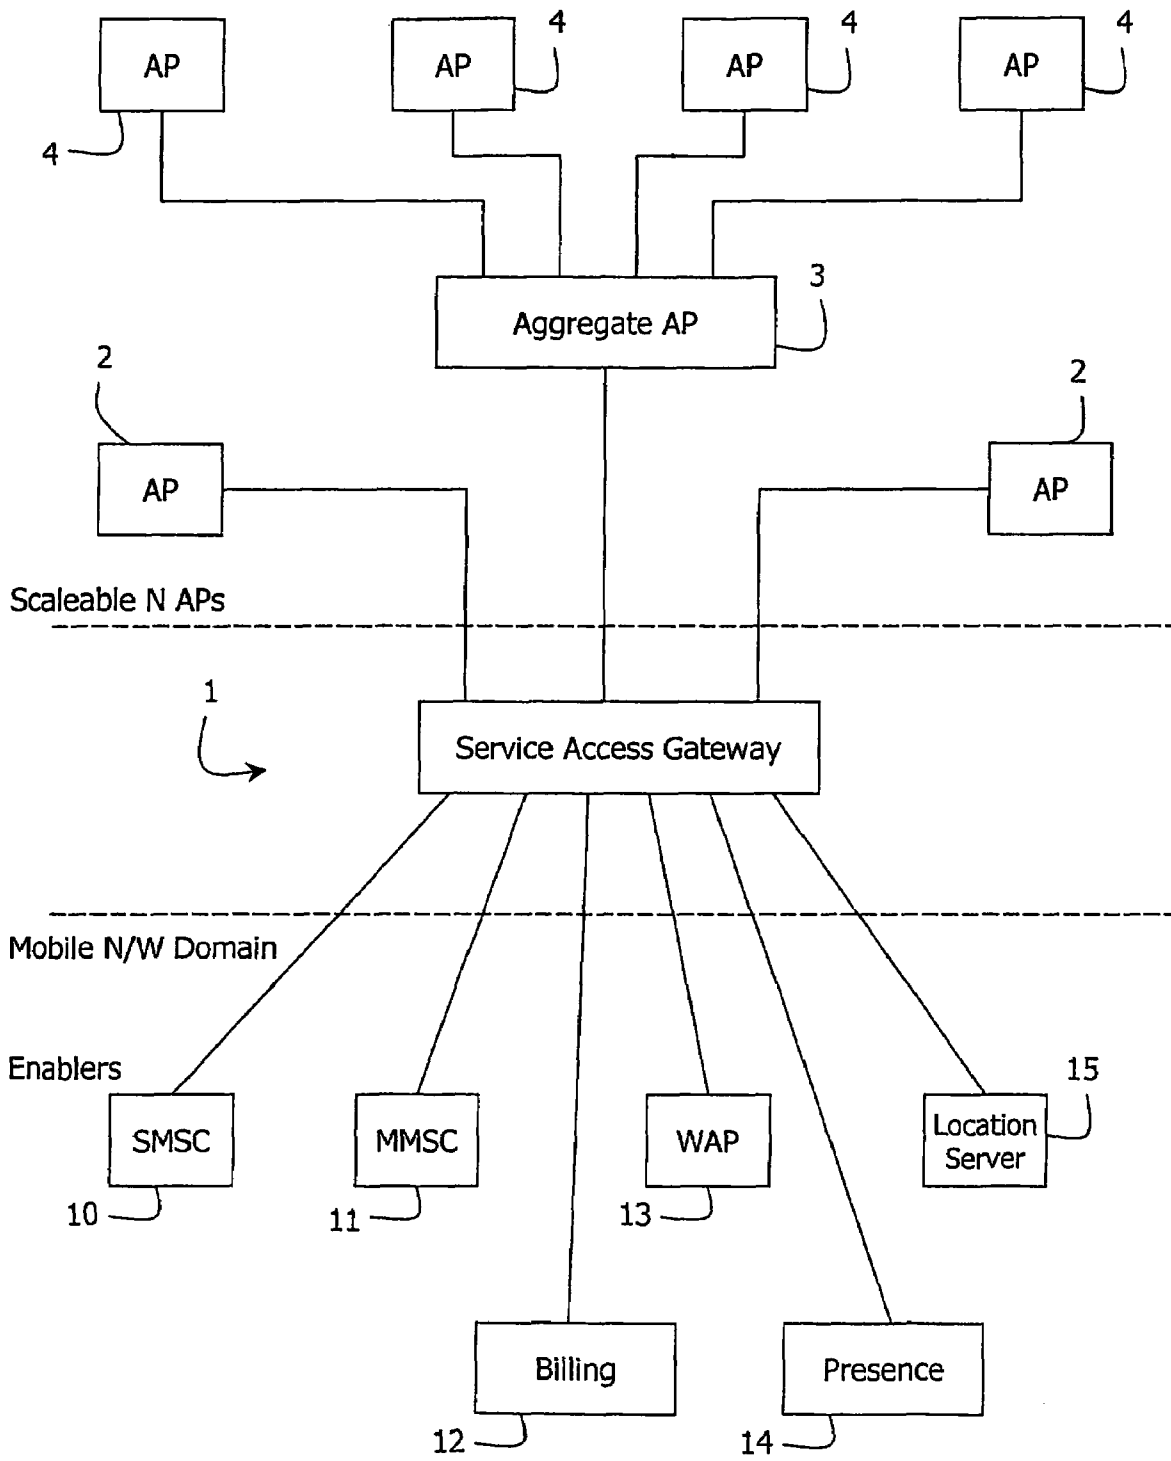 4
4
4
AP
AP
AP
AP
4
3
Aggregate AP
2
2
AP
AP
Scaleable N APs
1
Service Access Gateway
Mobile N/W Domain
Enablers
15
SMSC
MMSC
WAP
Location
Server
10
11
13
Billing
Presence
12
14